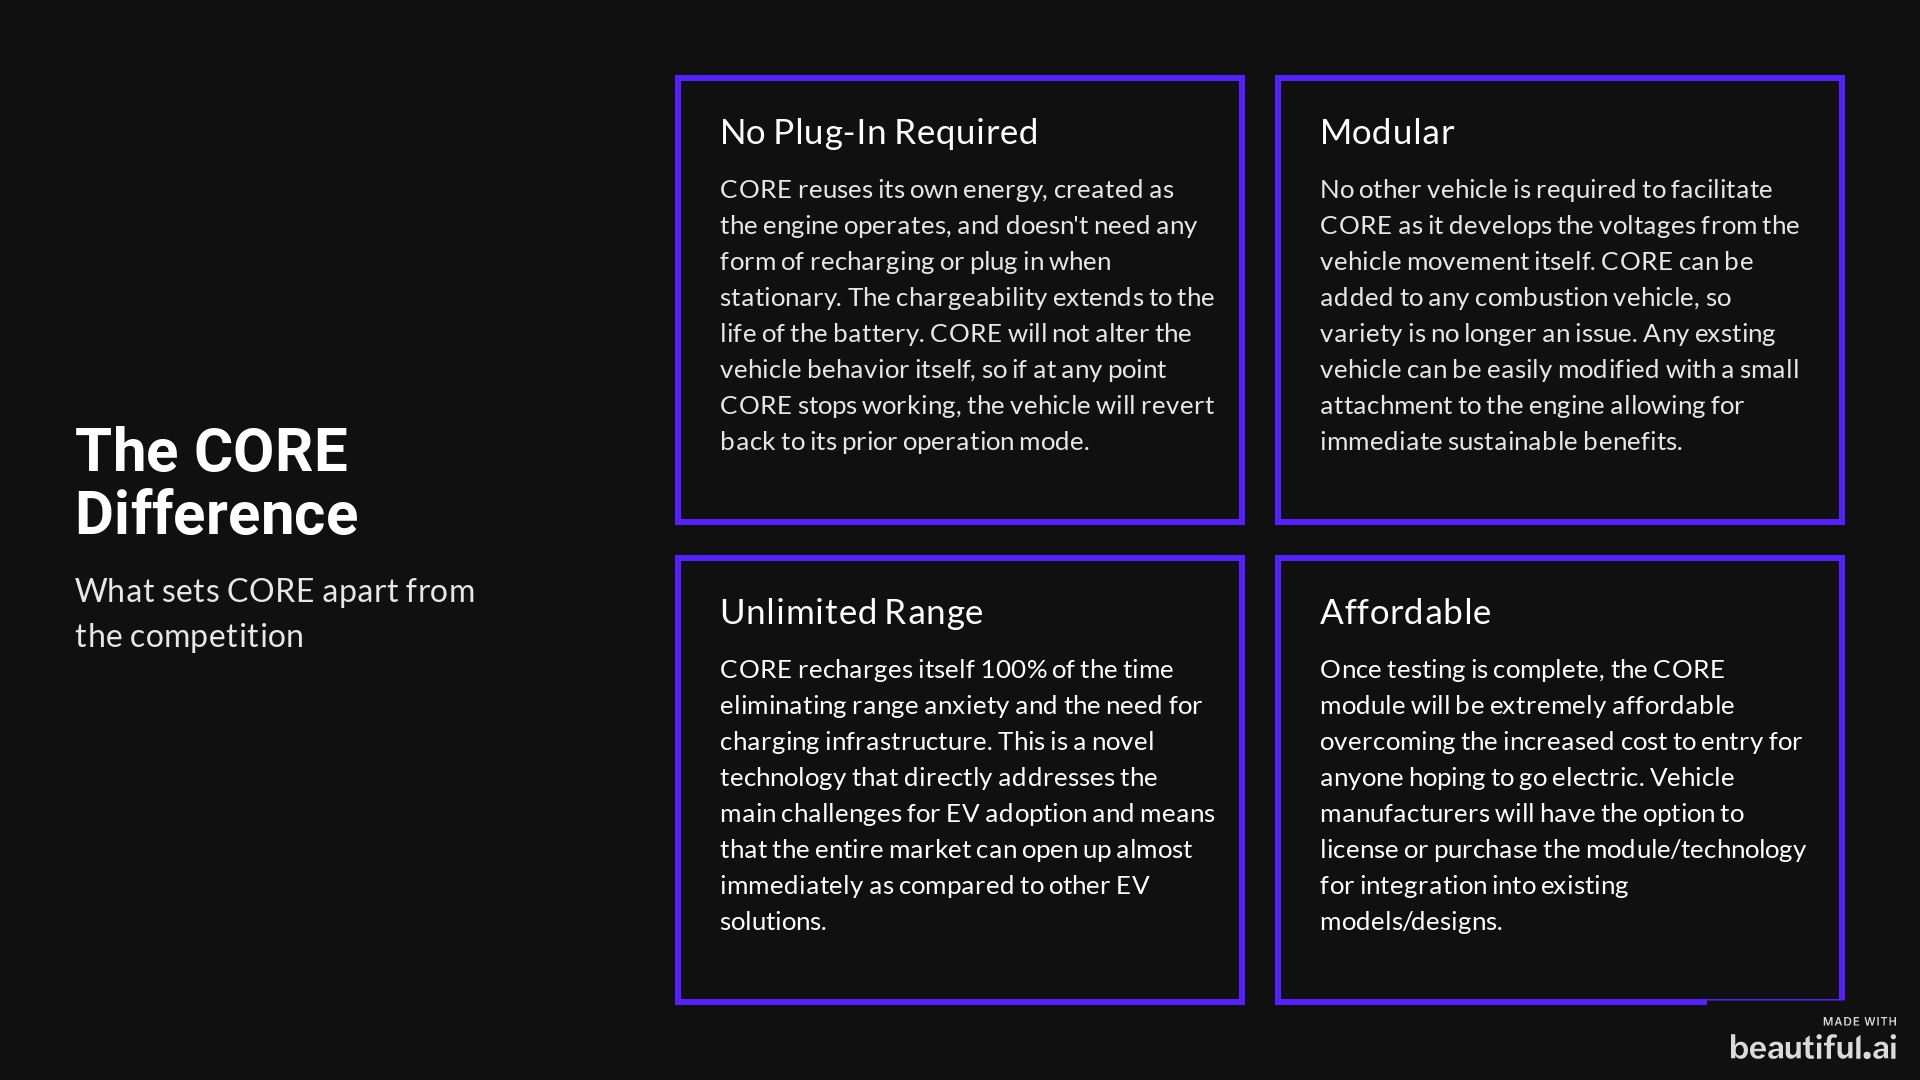 The CORE
Difference
What sets CORE apart from
the competition
No Plug-In Required
CORE reuses its own energy, created as
the engine operates, and doesn't need any
form of recharging or plug in when
stationary. The chargeability extends to the
life of the battery. CORE will not alter the
vehicle behavior itself, so if at any point
CORE stops working, the vehicle will revert
back to its prior operation mode.
Modular
No other vehicle is required to facilitate
CORE as it develops the voltages from the
vehicle movement itself. CORE can be
added to any combustion vehicle, so
variety is no longer an issue. Any exsting
vehicle can be easily modified with a small
attachment to the engine allowing for
immediate sustainable benefits.
Unlimited Range
CORE recharges itself 100% of the time
eliminating range anxiety and the need for
charging infrastructure. This is a novel
technology that directly addresses the
main challenges for EV adoption and means
that the entire market can open up almost
immediately as compared to other EV
solutions.
Affordable
Once testing is complete, the CORE
module will be extremely affordable
overcoming the increased cost to entry for
anyone hoping to go electric. Vehicle
manufacturers will have the option to
license or purchase the module/technology
for integration into existing
models/designs.
MADE WITH
beautiful.ai